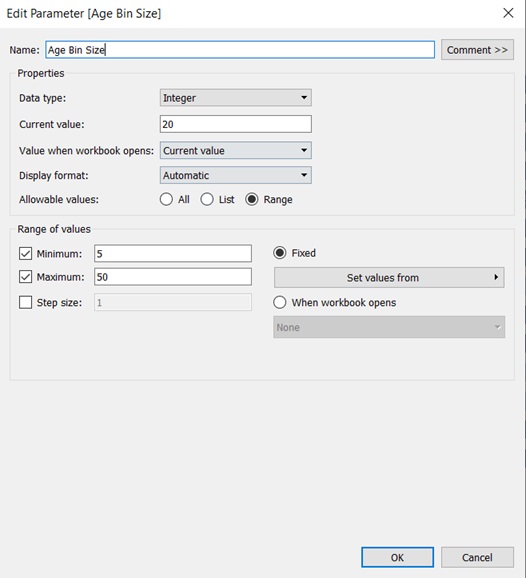 Edit Parameter [Age Bin Size]
Name: Age Bin Size Comment >>
Properties
Data type: Integer
Current value: 20
Value when workbook opens: Current value
Display format: Automatic
Allowable values: All List Range
Range of values
Minimum: 5 Fixed
Maximum: 50 Set values from
Step size: 1 When workbook opens
None
OK Cancel